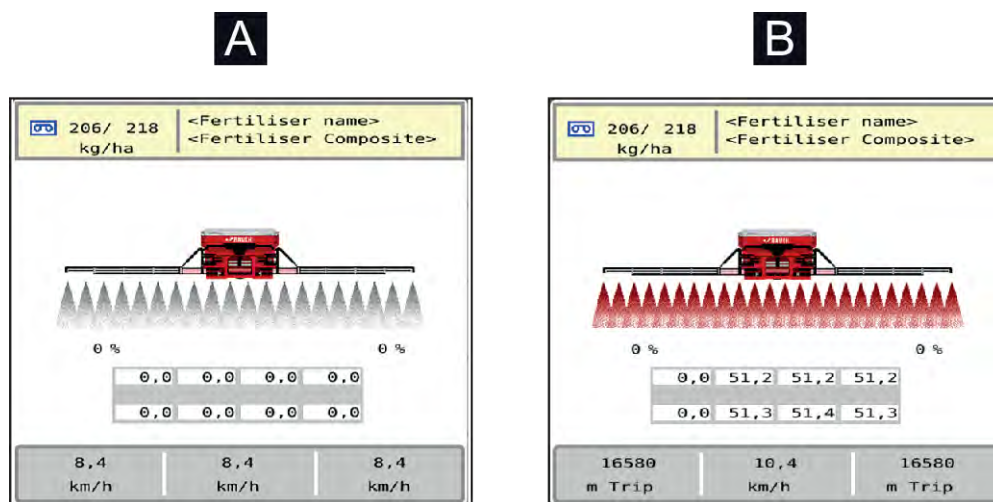 A
206/ 218
kg/ha
<Fertiliser name>
<Fertiliser Composite>
0 %
0 %
0,0 0,0 0,0 0,0
0,0 0,0 0,0 0,0
8,4
km/h
8,4
km/h
8,4
km/h
B
206/ 218
kg/ha
<Fertiliser name>
<Fertiliser Composite>
0 %
0 %
0,0 51,2 51,2 51,2
0,0 51,3 51,4 51,3
16580
m Trip
10,4
km/h
16580
m Trip